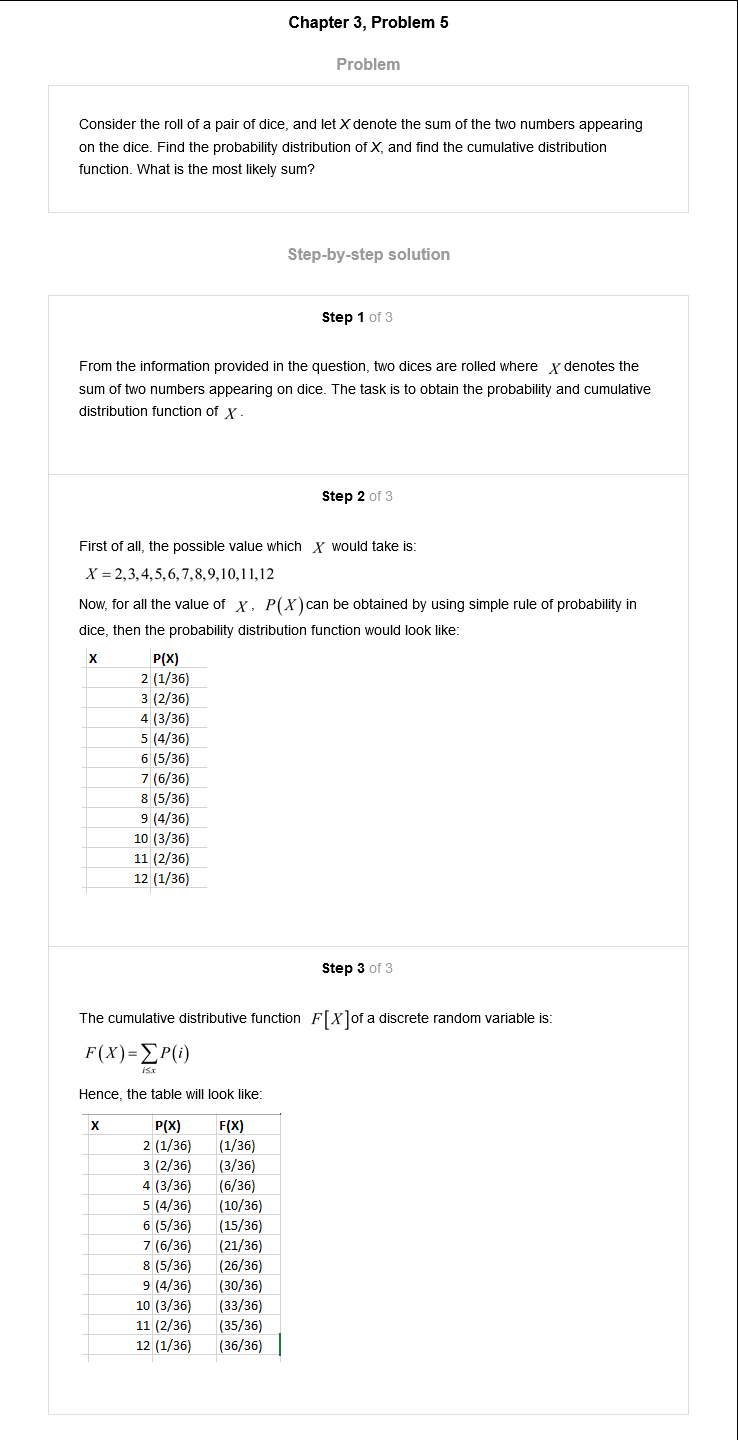 Chapter 3, Problem 5
Problem
Consider the roll of a pair of dice, and let X denote the sum of the two numbers appearing
on the dice. Find the probability distribution of X, and find the cumulative distribution
function. What is the most likely sum?
Step-by-step solution
Step 1 of 3
From the information provided in the question, two dices are rolled where X denotes the
sum of two numbers appearing on dice. The task is to obtain the probability and cumulative
distribution function of X .
Step 2 of 3
First of all, the possible value which X would take is:
X = 2,3,4,5,6,7,8,9,10,11,12
Now, for all the value of X , P(X) can be obtained by using simple rule of probability in
dice, then the probability distribution function would look like:
X P(X)
2 (1/36)
3 (2/36)
4 (3/36)
5 (4/36)
6 (5/36)
7 (6/36)
8 (5/36)
9 (4/36)
10 (3/36)
11 (2/36)
12 (1/36)
Step 3 of 3
The cumulative distributive function F[X] of a discrete random variable is:
F(X)=∑P(i)
i≤x
Hence, the table will look like:
X P(X) F(X)
2 (1/36) (1/36)
3 (2/36) (3/36)
4 (3/36) (6/36)
5 (4/36) (10/36)
6 (5/36) (15/36)
7 (6/36) (21/36)
8 (5/36) (26/36)
9 (4/36) (30/36)
10 (3/36) (33/36)
11 (2/36) (35/36)
12 (1/36) (36/36)